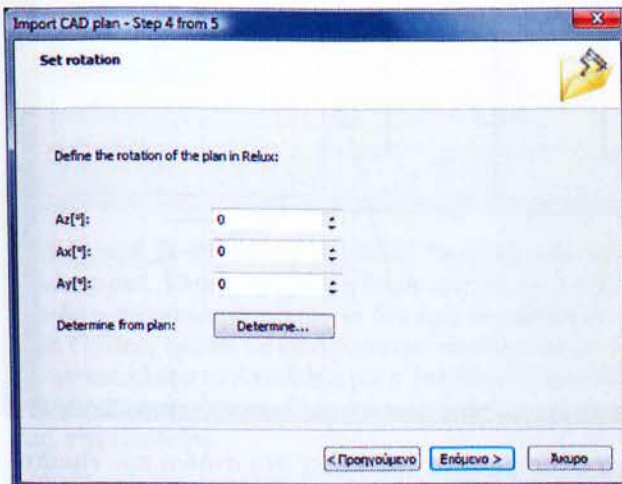 Import CAD plan - Step 4 from 5
Set rotation
Define the rotation of the plan in Relux:
Az[°]: 0
Ax[°]: 0
Ay[°]: 0
Determine from plan: Determine...
< Προηγούμενο Επόμενο > Άκυρο